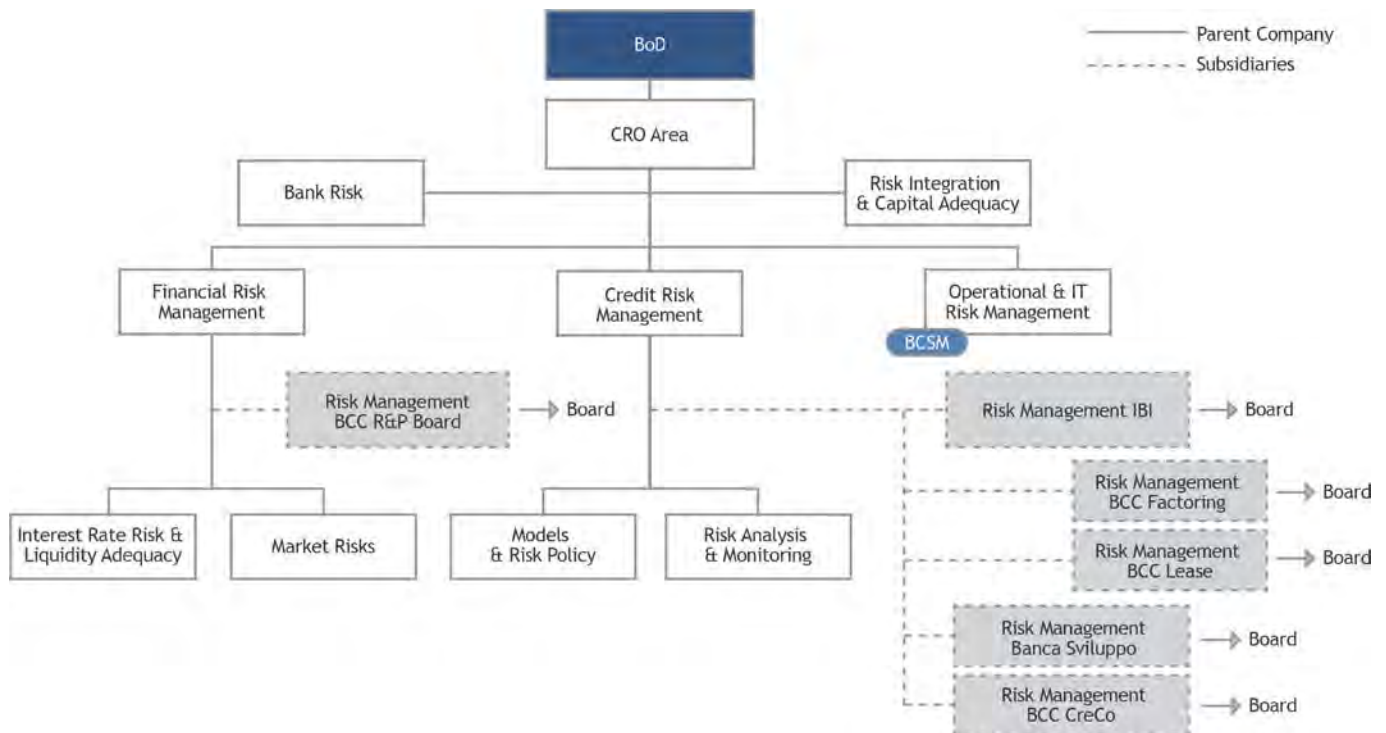 BoD
Parent Company
Subsidiaries
CRO Area
Bank Risk
Risk Integration
& Capital Adequacy
Financial Risk
Management
Credit Risk
Management
Operational & IT
Risk Management
BCSM
Risk Management
BCC R&P Board
Board
Risk Management IBI
Board
Risk Management
BCC Factoring
Board
Interest Rate Risk &
Liquidity Adequacy
Market Risks
Models
& Risk Policy
Risk Analysis
& Monitoring
Risk Management
BCC Lease
Board
Risk Management
Banca Sviluppo
Board
Risk Management
BCC CreCo
Board